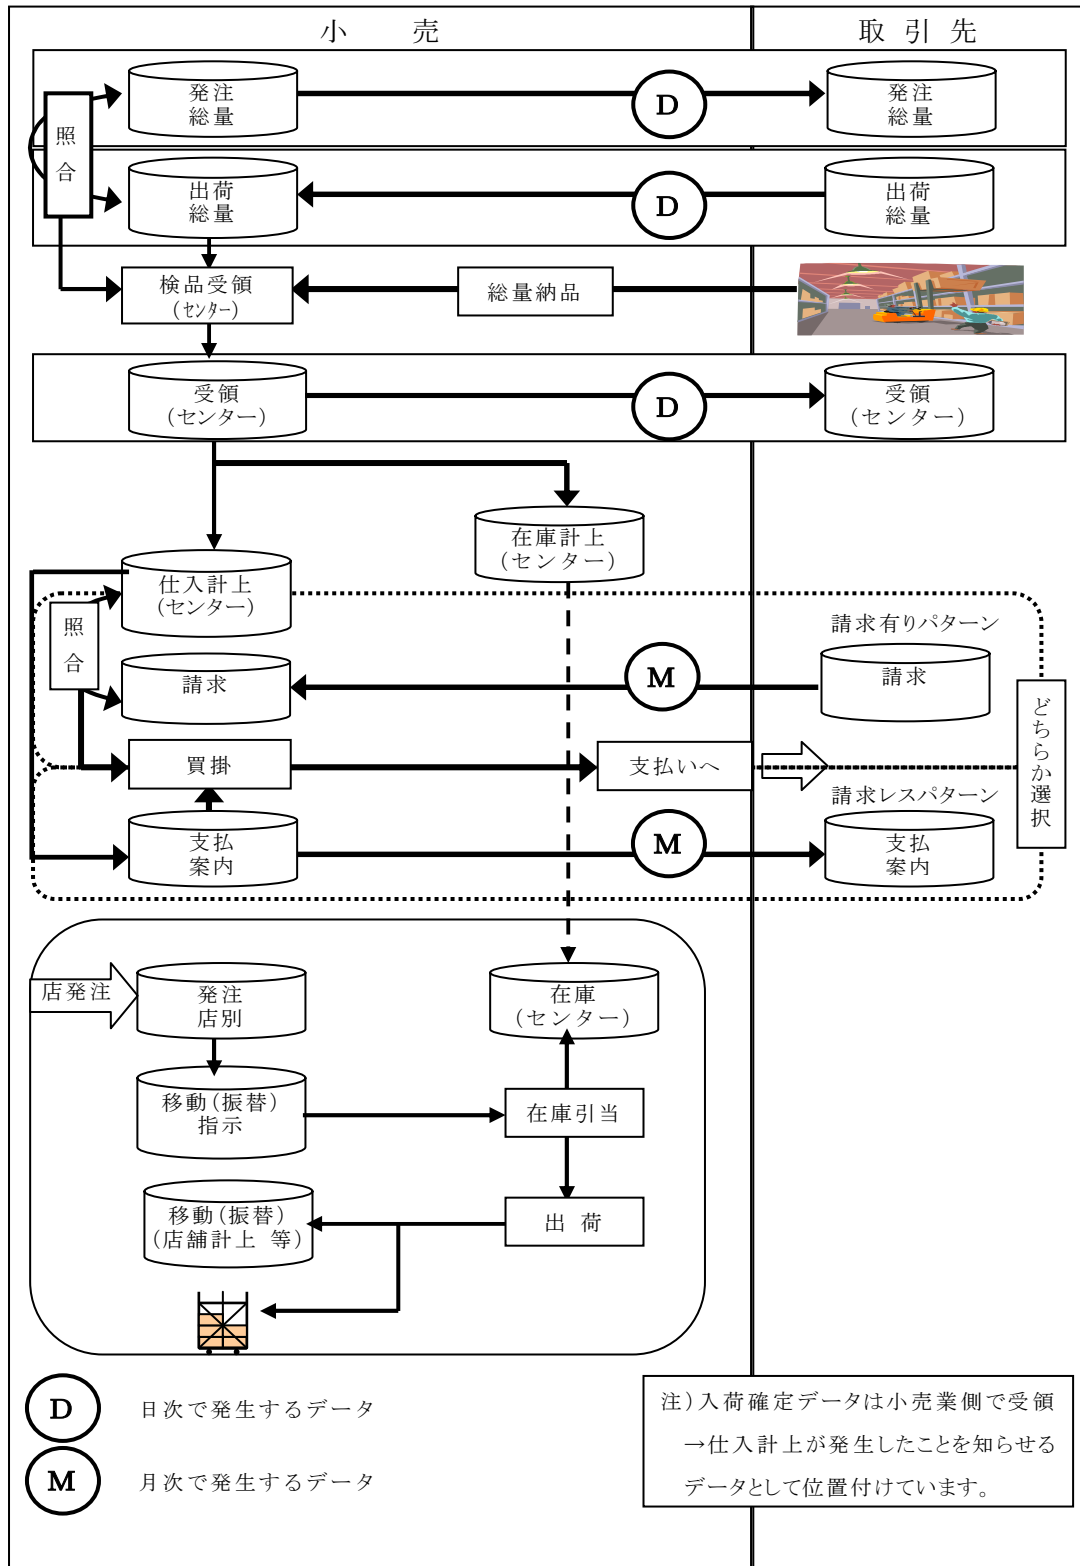 小　売
取 引 先
発注
総量
D
発注
総量
照
合
出荷
総量
D
出荷
総量
検品受領
(センター)
総量納品
受領
(センター)
D
受領
(センター)
在庫計上
(センター)
仕入計上
(センター)
照
合
請求有りパターン
請求
M
請求
どちらか選択
買掛
支払いへ
請求レスパターン
支払
案内
M
支払
案内
店発注
発注
店別
在庫
(センター)
移動(振替)
指示
在庫引当
移動(振替)
(店舗計上 等)
出 荷
D
日次で発生するデータ
M
月次で発生するデータ
注)入荷確定データは小売業側で受領
→仕入計上が発生したことを知らせる
データとして位置付けています。